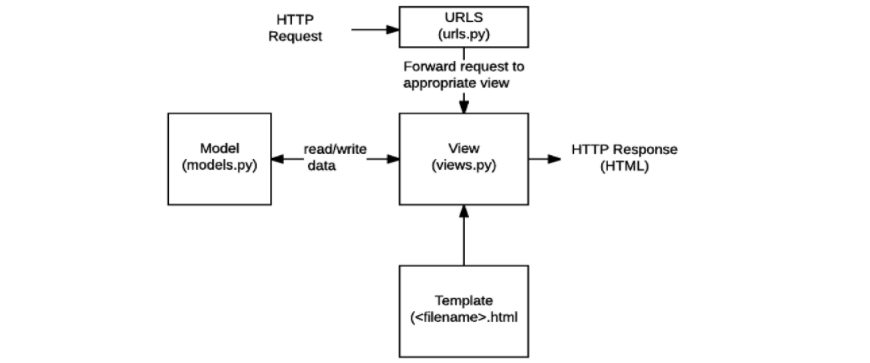 HTTP
Request
URLS
(urls.py)
Forward request to
appropriate view
Model
(models.py)
read/write
data
View
(views.py)
HTTP Response
(HTML)
Template
(<filename>.html